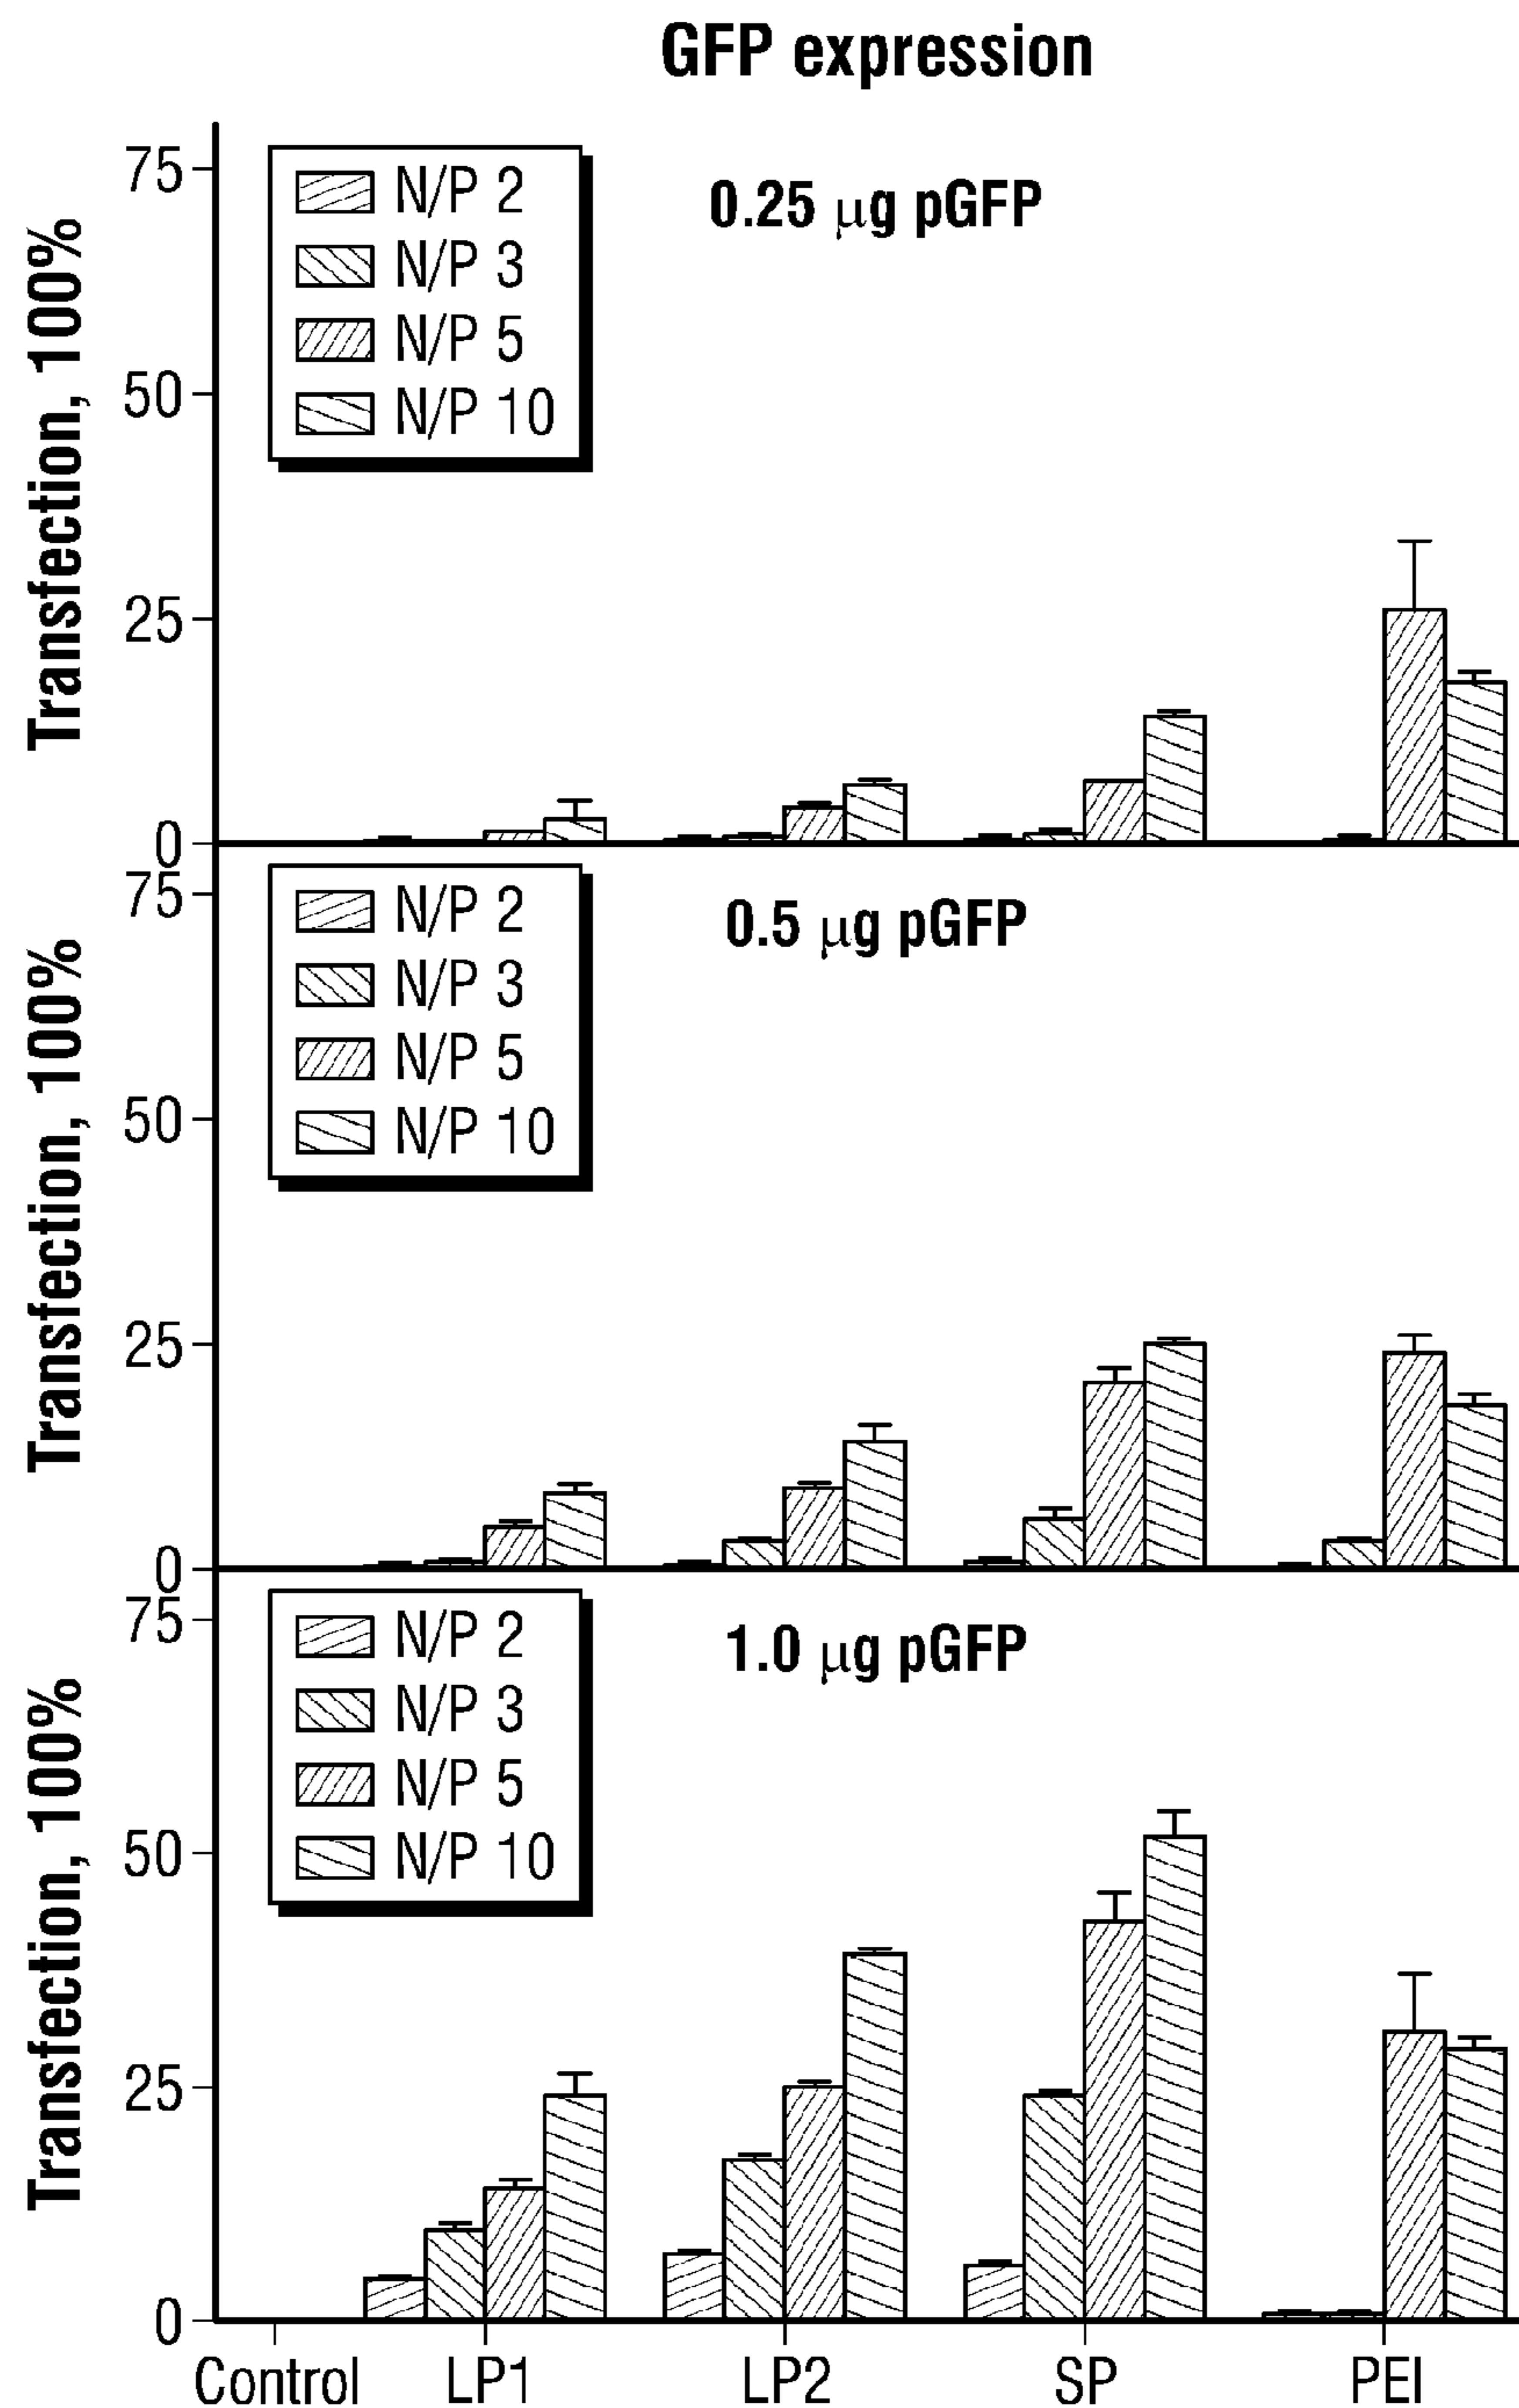 GFP expression
Transfection, 100%
75
50
25
0
N/P 2
N/P 3
N/P 5
N/P 10
0.25 μg pGFP
Transfection, 100%
75
50
25
0
N/P 2
N/P 3
N/P 5
N/P 10
0.5 μg pGFP
Transfection, 100%
75
50
25
0
N/P 2
N/P 3
N/P 5
N/P 10
1.0 μg pGFP
Control LP1 LP2 SP PEI